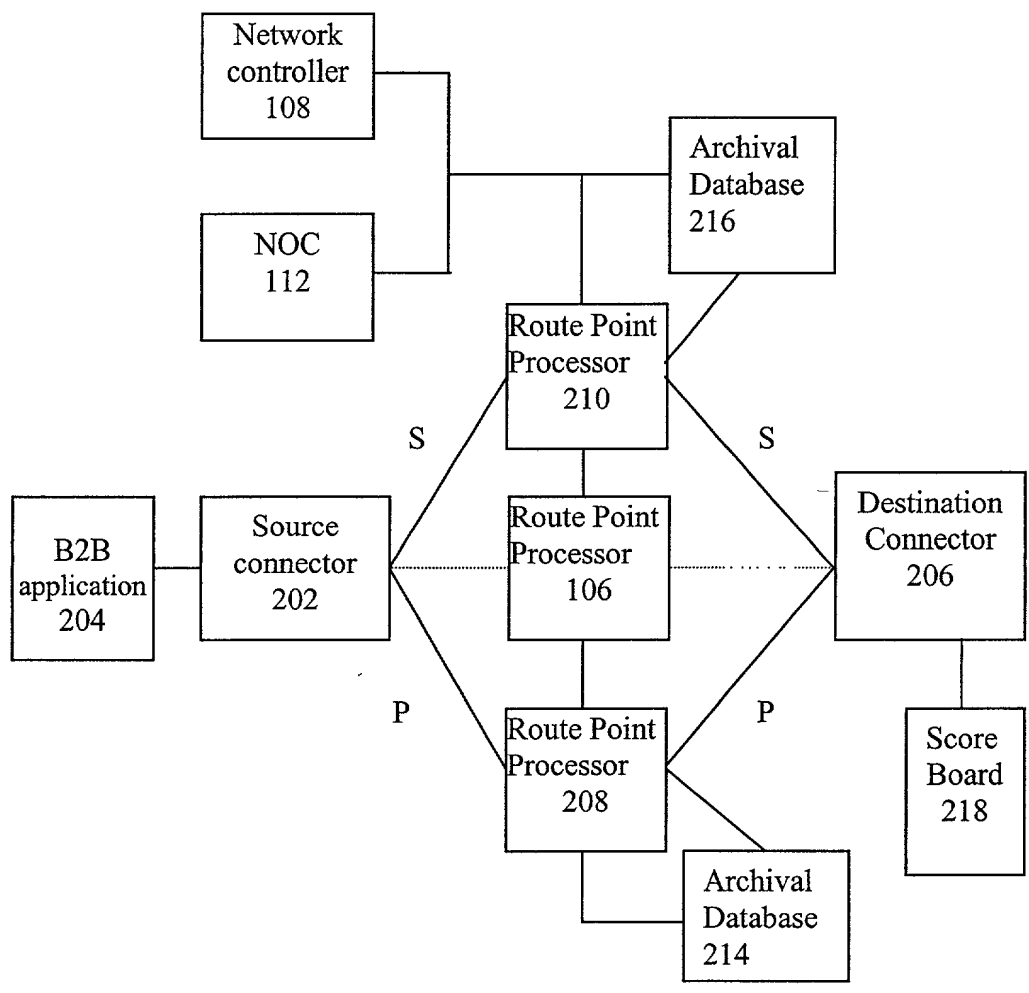 Network
controller
108
Archival
Database
216
NOC
112
Route Point
Processor
210
S
S
B2B
application
204
Source
connector
202
Route Point
Processor
106
Destination
Connector
206
P
P
Route Point
Processor
208
Score
Board
218
Archival
Database
214